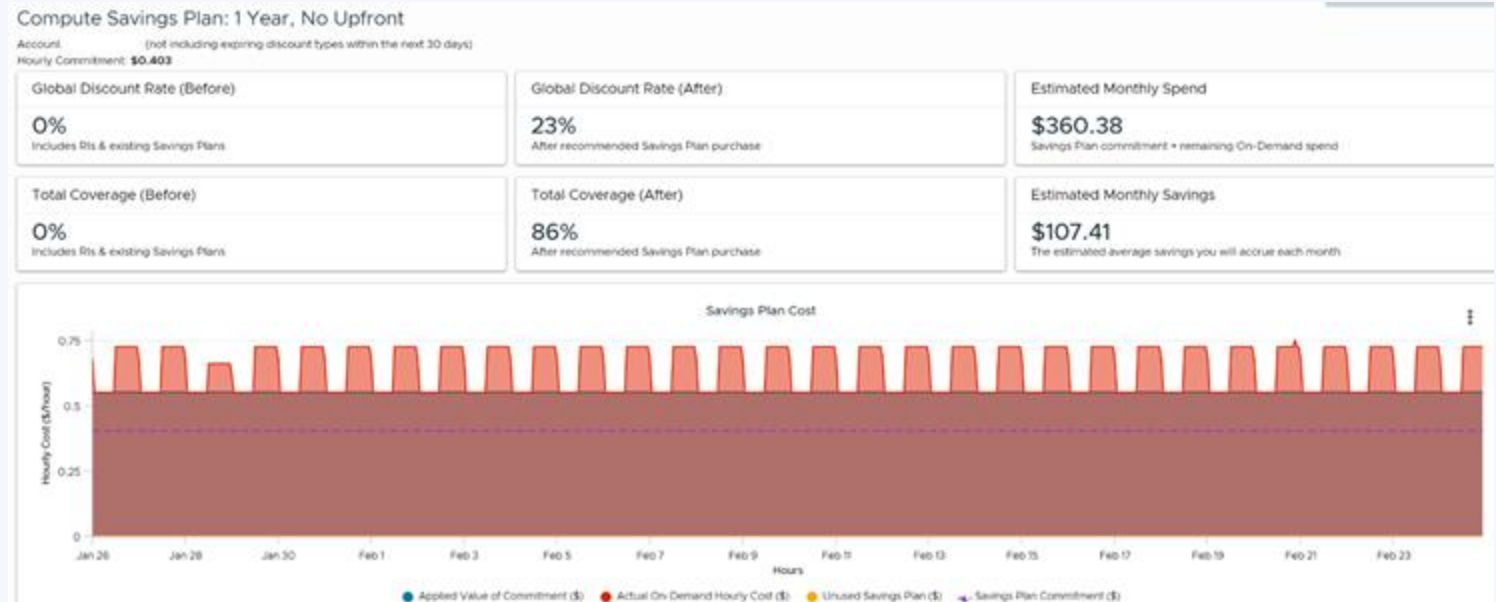 Compute Savings Plan: 1 Year, No Upfront
Account (not including expiring discount types within the next 30 days)
Hourly Commitment: $0.403
Global Discount Rate (Before)
0%
Includes RIs & existing Savings Plans
Global Discount Rate (After)
23%
After recommended Savings Plan purchase
Estimated Monthly Spend
$360.38
Savings Plan commitment + remaining On-Demand spend
Total Coverage (Before)
0%
Includes RIs & existing Savings Plans
Total Coverage (After)
86%
After recommended Savings Plan purchase
Estimated Monthly Savings
$107.41
The estimated average savings you will accrue each month
Savings Plan Cost
Hourly Cost ($/hour)
0.75
0.5
0.25
0
Jan 26 Jan 28 Jan 30 Feb 1 Feb 3 Feb 5 Feb 7 Feb 9 Feb 11 Feb 13 Feb 15 Feb 17 Feb 19 Feb 21 Feb 23
Hours
Applied Value of Commitment ($) Actual On-Demand Hourly Cost ($) Unused Savings Plan ($) Savings Plan Commitment ($)